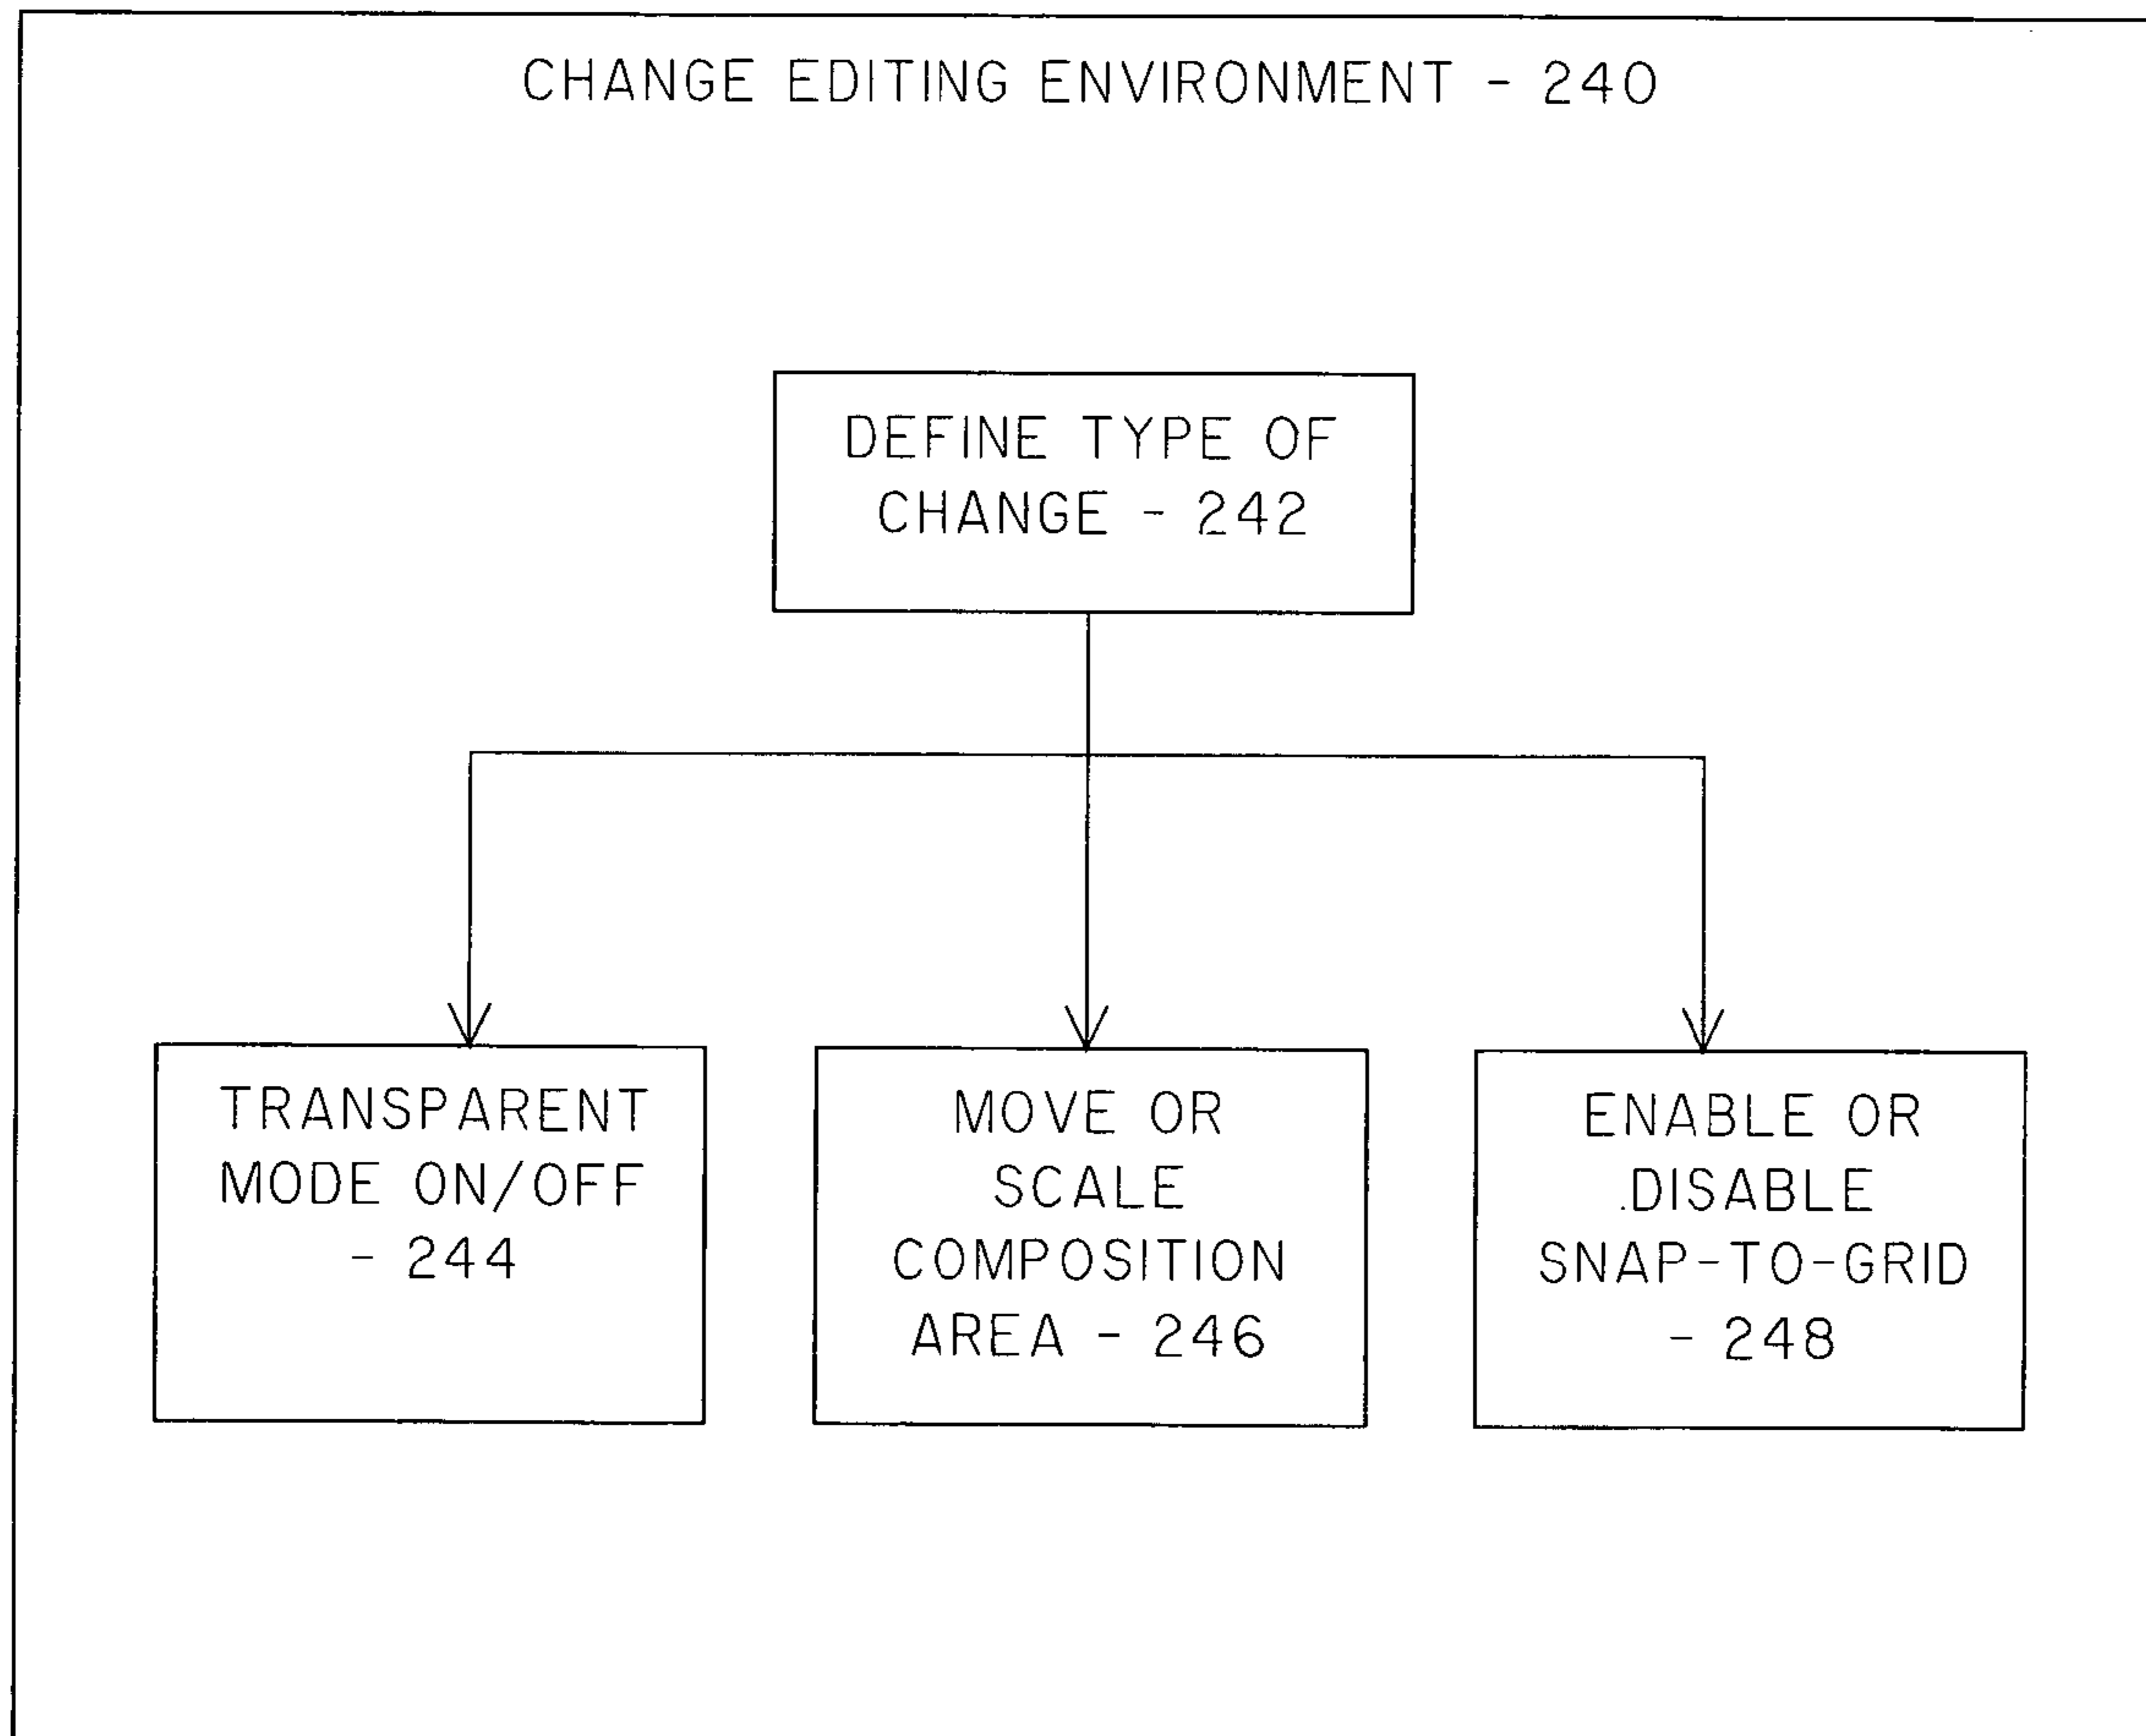 CHANGE EDITING ENVIRONMENT - 240
DEFINE TYPE OF
CHANGE - 242
TRANSPARENT
MODE ON/OFF
- 244
MOVE OR
SCALE
COMPOSITION
AREA - 246
ENABLE OR
DISABLE
SNAP-TO-GRID
- 248